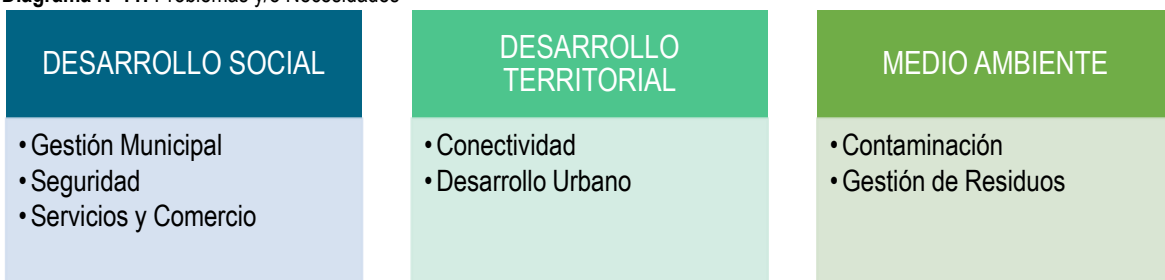 DESARROLLO SOCIAL
• Gestión Municipal
• Seguridad
• Servicios y Comercio
DESARROLLO
TERRITORIAL
• Conectividad
• Desarrollo Urbano
MEDIO AMBIENTE
• Contaminación
• Gestión de Residuos